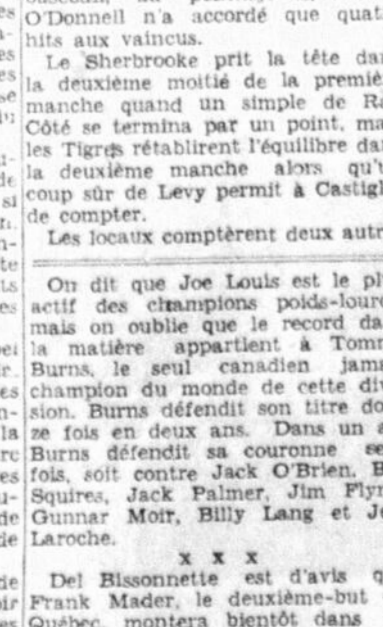 O'Donnell n'a accordé que quat
hits aux vaincus.
Le Sherbrooke prit la tête dan
la deuxième moitié de la premiè
manche quand un simple de Ra
Côté se termina par un point, ma
les Tigres rétablirent l'équilibre da
la deuxième manche alors qu'u
coup sûr de Levy permit à Castigl
de compter.
Les locaux comptèrent deux autr
On dit que Joe Louis est le pl
actif des champions poids-lourd
mais on oublie que le record da
la matière appartient à Tomm
Burns, le seul canadien jama
champion du monde de cette div
sion. Burns défendit son titre do
ze fois en deux ans. Dans un a
Burns défendit sa couronne se
fois, soit contre Jack O'Brien, B
Squires, Jack Palmer, Jim Flyn
Gunnar Moir, Billy Lang et Je
Laroche.
x x x
Del Bissonnette est d'avis q
Frank Mader, le deuxième-but
Québec, montera bientôt dans